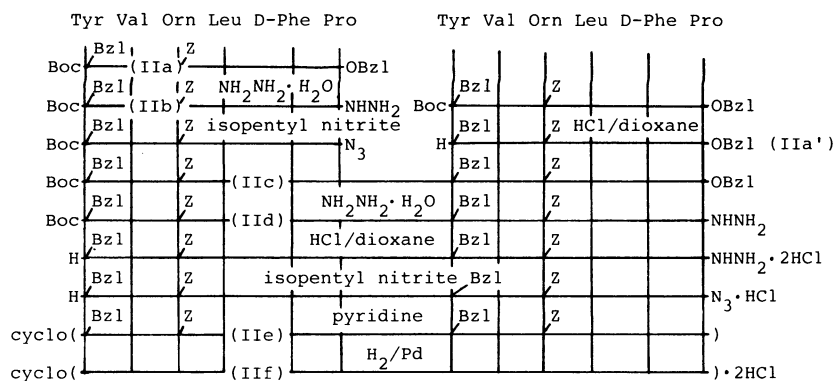 Tyr Val Orn Leu D-Phe Pro Tyr Val Orn Leu D-Phe Pro
Bzl Z
Boc (IIa) OBzl
Bzl Z NH2NH2·H2O Bzl Z
Boc (IIb) NHNH2 Boc OBzl
Bzl Z isopentyl nitrite Bzl Z HCl/dioxane
Boc N3 H OBzl (IIa')
Bzl Z Bzl Z
Boc (IIc) OBzl
Bzl Z NH2NH2·H2O Bzl Z
Boc (IId) NHNH2
Bzl Z HCl/dioxane Bzl Z
H NHNH2·2HCl
Bzl Z isopentyl nitrite Bzl Z
H N3·HCl
Bzl Z pyridine Bzl Z
cyclo( (IIe) )
H2/Pd
cyclo( (IIf) )·2HCl